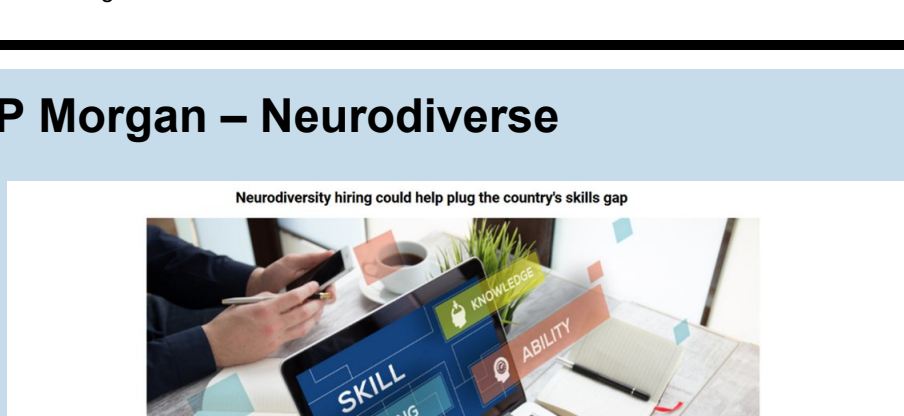 P Morgan – Neurodiverse
Neurodiversity hiring could help plug the country's skills gap
KNOWLEDGE
ABILITY
SKILL